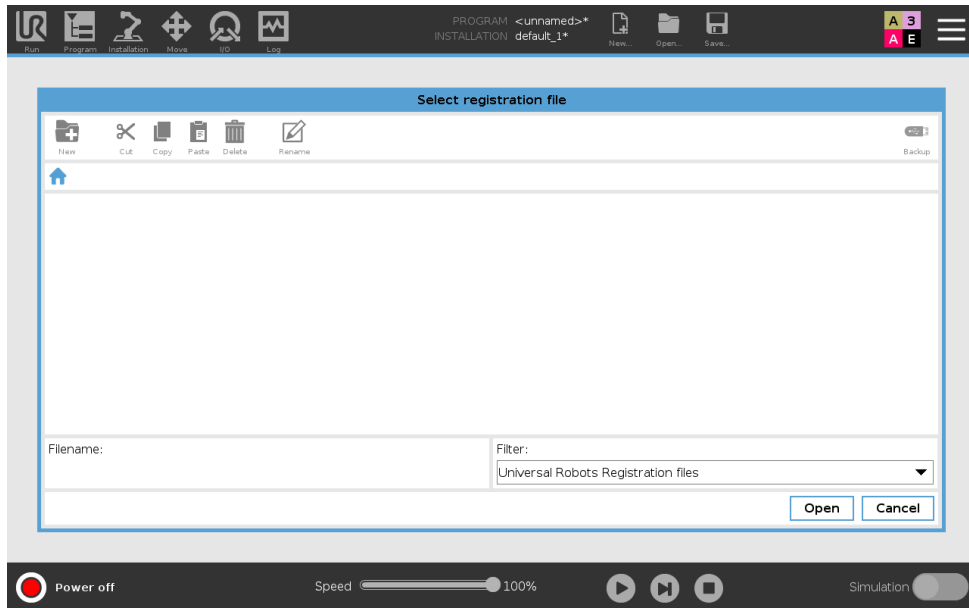 PROGRAM <unnamed>*
INSTALLATION default_1*
UR
Run
Program
Installation
Move
I/O
Log
New...
Open...
Save...
A 3
A E
Select registration file
New
Cut
Copy
Paste
Delete
Rename
Backup
Filename:
Filter:
Universal Robots Registration files
Open
Cancel
Power off
Speed
100%
Simulation